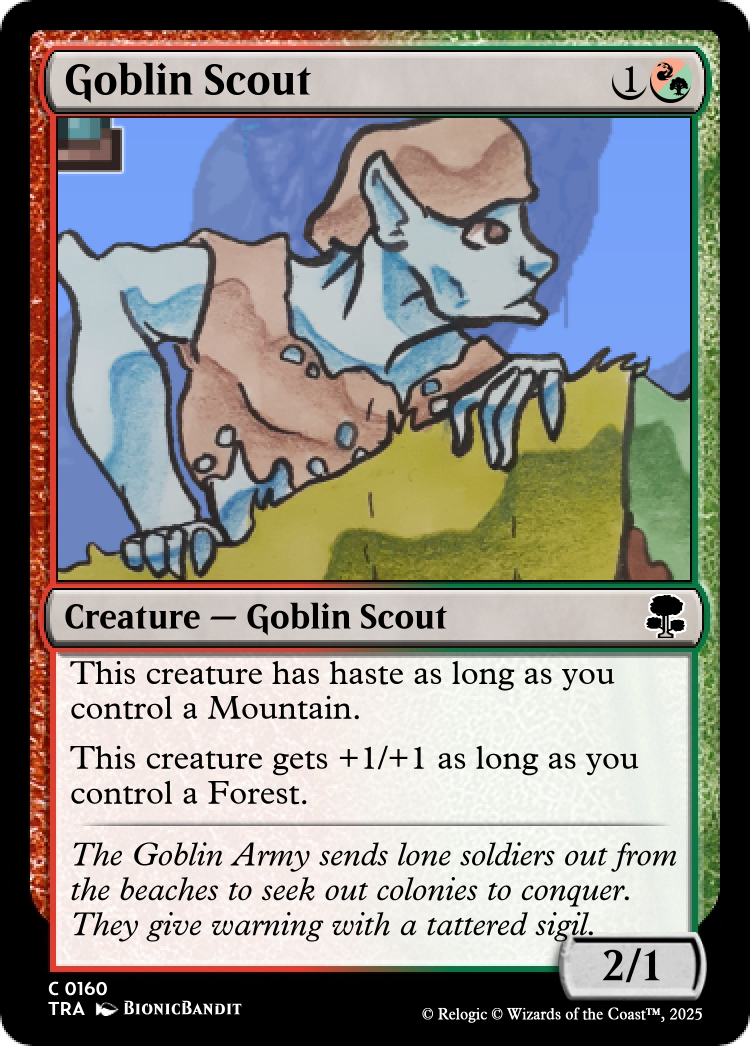 Goblin Scout 1
Creature — Goblin Scout
This creature has haste as long as you
control a Mountain.
This creature gets +1/+1 as long as you
control a Forest.
The Goblin Army sends lone soldiers out from
the beaches to seek out colonies to conquer.
They give warning with a tattered sigil.
2/1
C 0160
TRA BionicBandit
© Relogic © Wizards of the Coast™, 2025